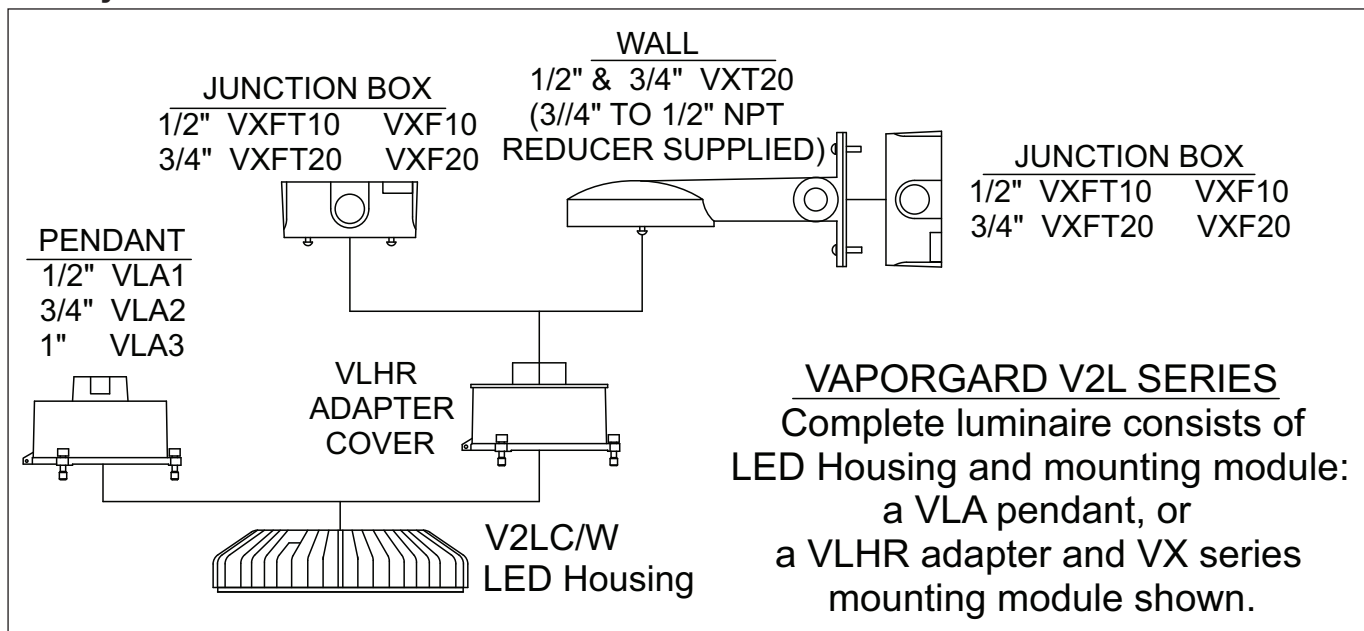 WALL
1/2" & 3/4" VXT20
(3//4" TO 1/2" NPT
REDUCER SUPPLIED)
JUNCTION BOX
1/2" VXFT10 VXF10
3/4" VXFT20 VXF20
JUNCTION BOX
1/2" VXFT10 VXF10
3/4" VXFT20 VXF20
PENDANT
1/2" VLA1
3/4" VLA2
1" VLA3
VLHR
ADAPTER
COVER
V2LC/W
LED Housing
VAPORGARD V2L SERIES
Complete luminaire consists of
LED Housing and mounting module:
a VLA pendant, or
a VLHR adapter and VX series
mounting module shown.